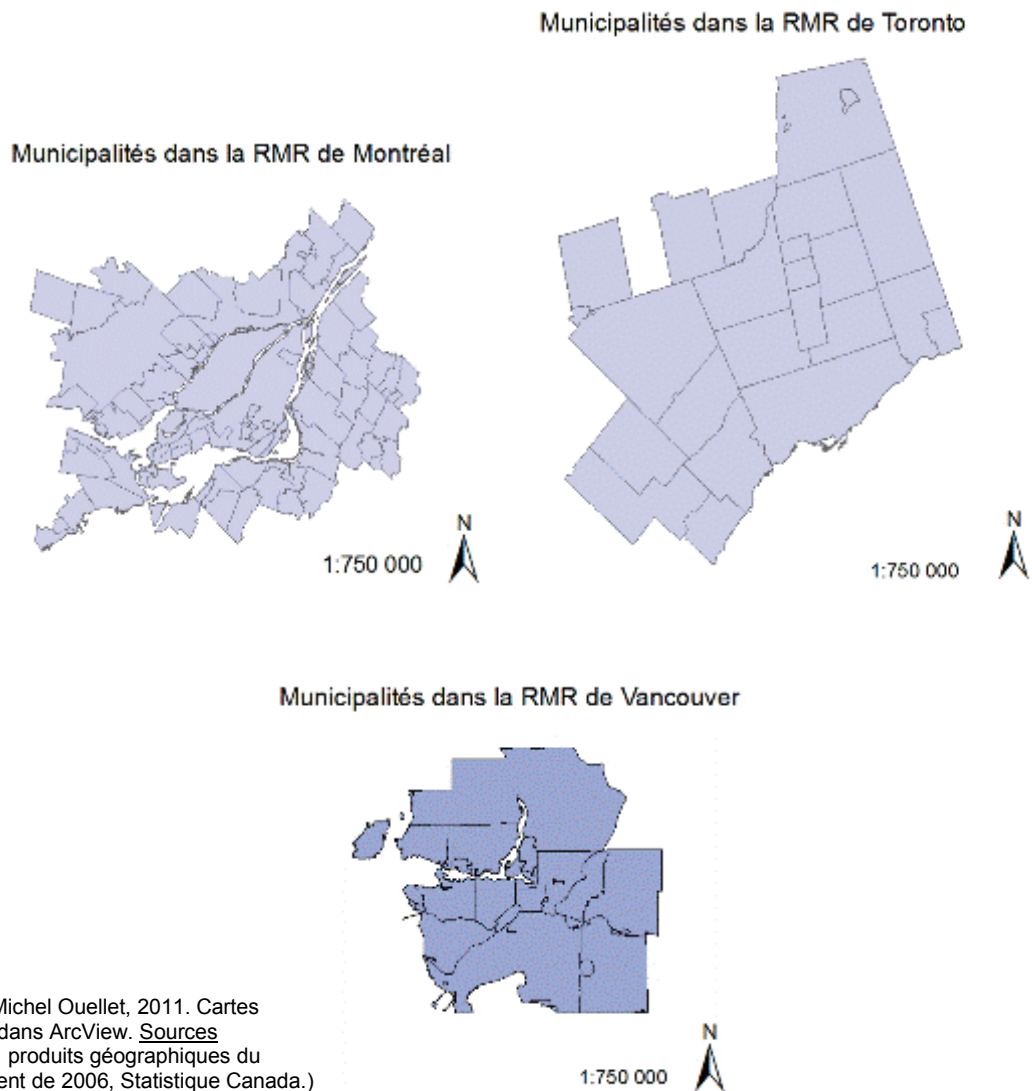 Municipalités dans la RMR de Toronto
Municipalités dans la RMR de Montréal
N
1:750 000
N
1:750 000
Municipalités dans la RMR de Vancouver
Michel Ouellet, 2011. Cartes
dans ArcView. Sources
produits géographiques du
de 2006, Statistique Canada.)
N
1:750 000